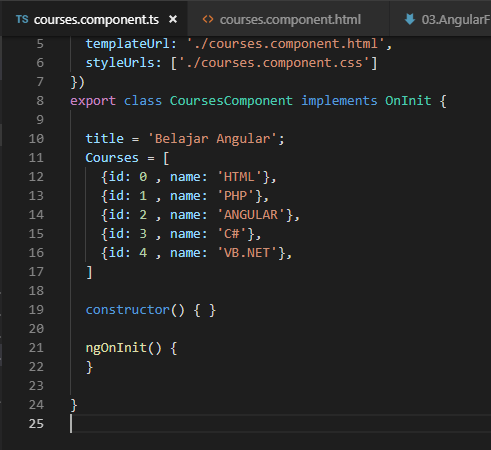 TS courses.component.ts × <> courses.component.html 03.AngularF
5 templateUrl: './courses.component.html',
6 styleUrls: ['./courses.component.css']
7 })
8 export class CoursesComponent implements OnInit {
9
10 title = 'Belajar Angular';
11 Courses = [
12 {id: 0 , name: 'HTML'},
13 {id: 1 , name: 'PHP'},
14 {id: 2 , name: 'ANGULAR'},
15 {id: 3 , name: 'C#'},
16 {id: 4 , name: 'VB.NET'},
17 ]
18
19 constructor() { }
20
21 ngOnInit() {
22 }
23
24 }
25